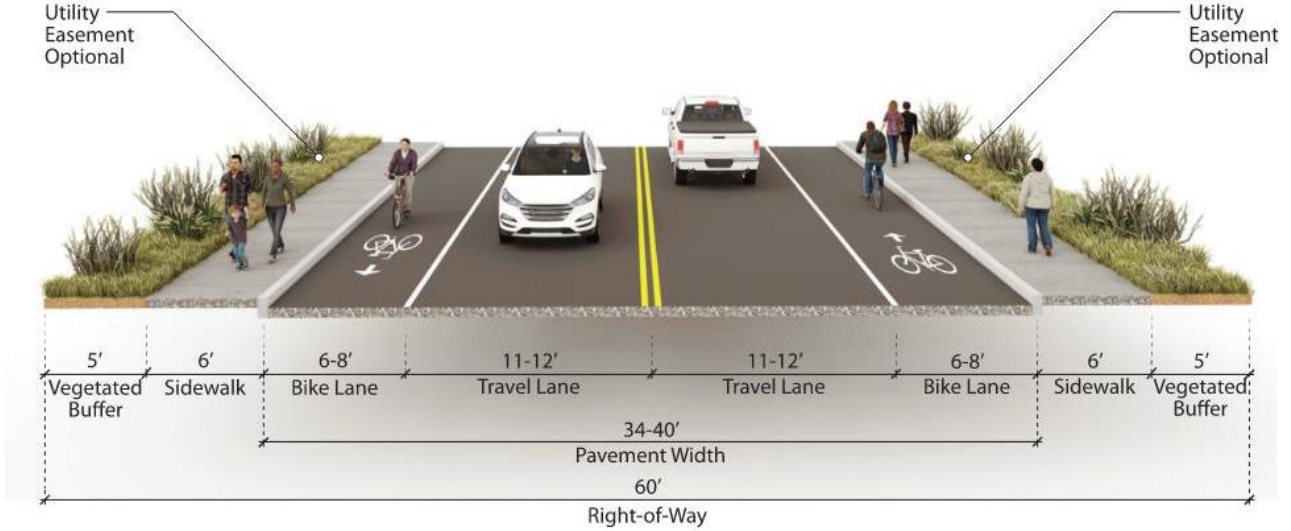 Utility
Easement
Optional
Utility
Easement
Optional
5’ 6’ 6-8’ 11-12’ 11-12’ 6-8’ 6’ 5’
Vegetated Sidewalk Bike Lane Travel Lane Travel Lane Bike Lane Sidewalk Vegetated
Buffer Buffer
34-40’
Pavement Width
60’
Right-of-Way